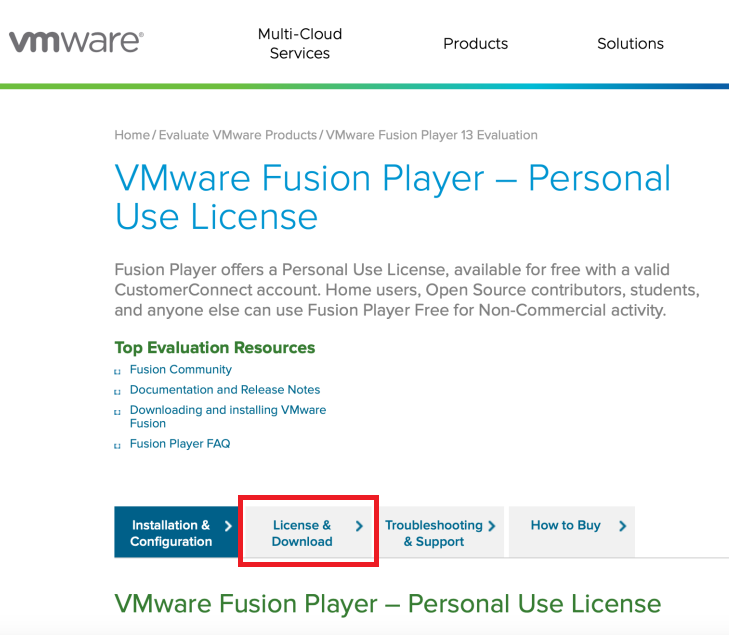 vmware®
Multi-Cloud
Services
Products
Solutions
Home / Evaluate VMware Products / VMware Fusion Player 13 Evaluation
VMware Fusion Player – Personal
Use License
Fusion Player offers a Personal Use License, available for free with a valid
CustomerConnect account. Home users, Open Source contributors, students,
and anyone else can use Fusion Player Free for Non-Commercial activity.
Top Evaluation Resources
Fusion Community
Documentation and Release Notes
Downloading and installing VMware
Fusion
Fusion Player FAQ
Installation &
Configuration
License &
Download
Troubleshooting
& Support
How to Buy
VMware Fusion Player – Personal Use License